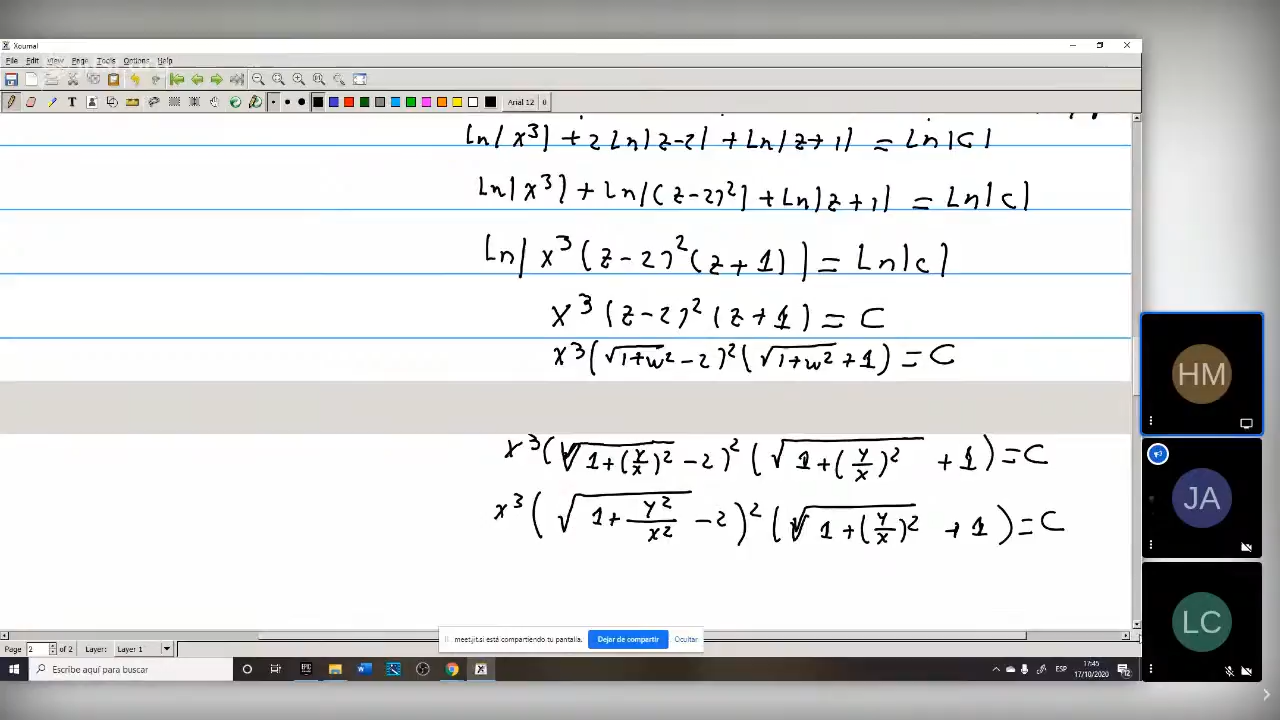 Xournal
File Edit View Page Tools Options Help
Arial 12
Ln|x³| + 2Ln|z-2| + Ln|z+1| = Ln|C|
Ln|x³| + Ln|(z-2)²| + Ln|z+1| = Ln|C|
Ln|x³(z-2)²(z+1)| = Ln|C|
x³(z-2)²(z+1) = C
x³(√1+w² -2)²(√1+w² +1) = C
x³(√1+(y/x)² -2)²(√1+(y/x)² +1) = C
x³(√1+y²/x² -2)²(√1+(y/x)² +1) = C
HM
JA
LC
meet.jit.si está compartiendo tu pantalla.
Dejar de compartir
Ocultar
Page 2 of 2 Layer: Layer 1
Escribe aquí para buscar
ESP
17:45
17/10/2020
12